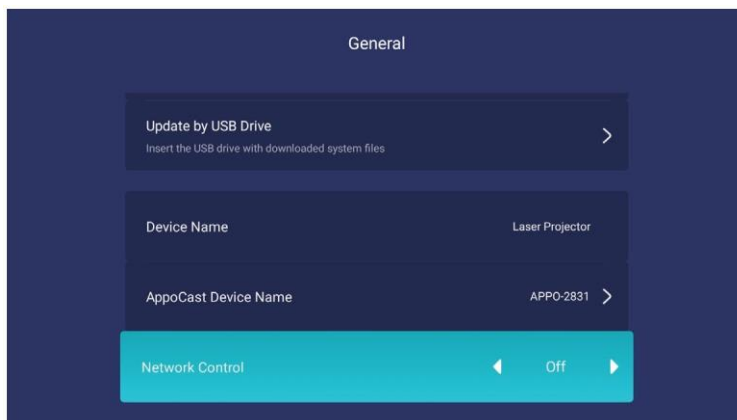 General
Update by USB Drive
Insert the USB drive with downloaded system files
Device Name
Laser Projector
AppoCast Device Name
APPO-2831
Network Control
Off